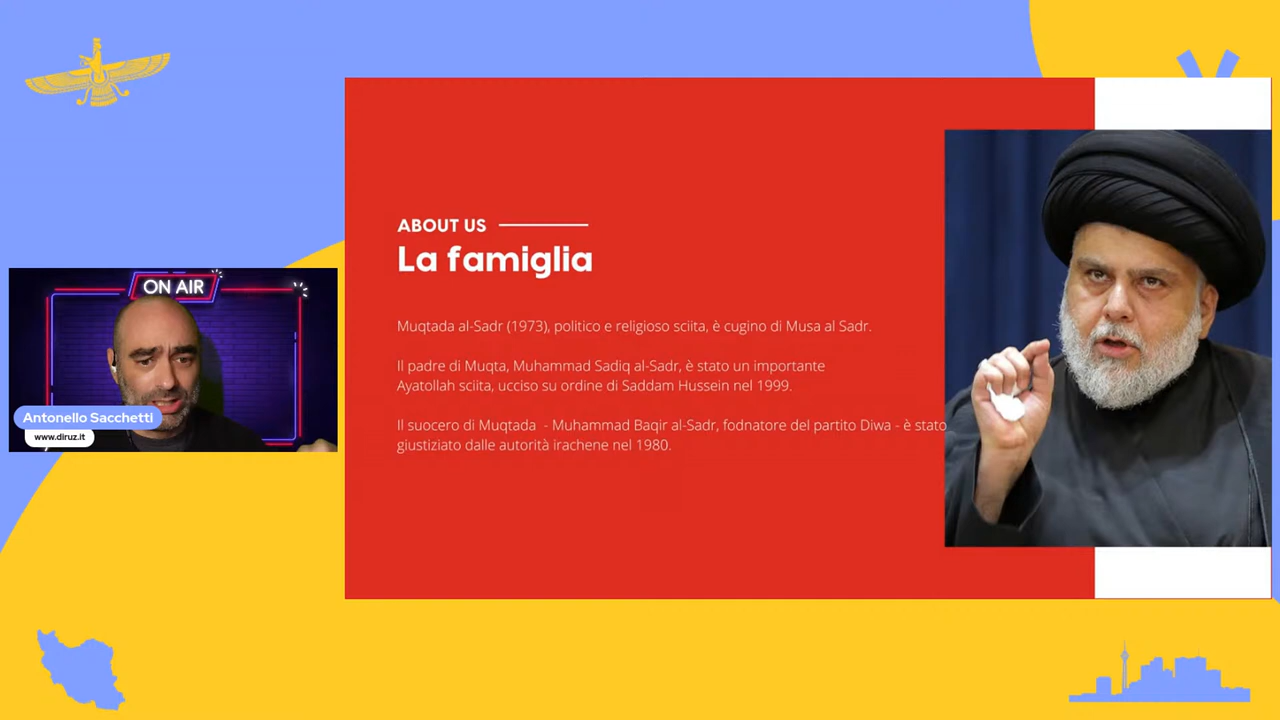 ON AIR
Antonello Sacchetti
www.diruz.it
ABOUT US
La famiglia
Muqtada al-Sadr (1973), politico e religioso sciita, è cugino di Musa al Sadr.
Il padre di Muqta, Muhammad Sadiq al-Sadr, è stato un importante
Ayatollah sciita, ucciso su ordine di Saddam Hussein nel 1999.
Il suocero di Muqtada - Muhammad Baqir al-Sadr, fodnatore del partito Diwa - è stato
giustiziato dalle autorità irachene nel 1980.